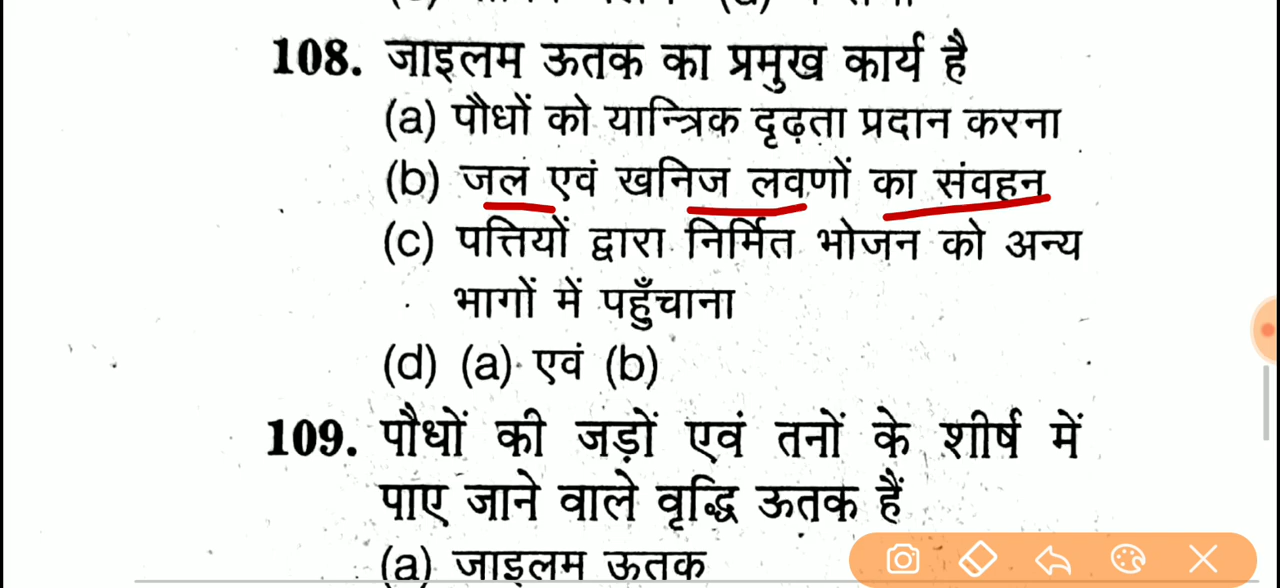 108. जाइलम ऊतक का प्रमुख कार्य है
(a) पौधों को यान्त्रिक दृढ़ता प्रदान करना
(b) जल एवं खनिज लवणों का संवहन
(c) पत्तियों द्वारा निर्मित भोजन को अन्य
भागों में पहुँचाना
(d) (a) एवं (b)
109. पौधों की जड़ों एवं तनों के शीर्ष में
पाए जाने वाले वृद्धि ऊतक हैं
(a) जाइलम ऊतक